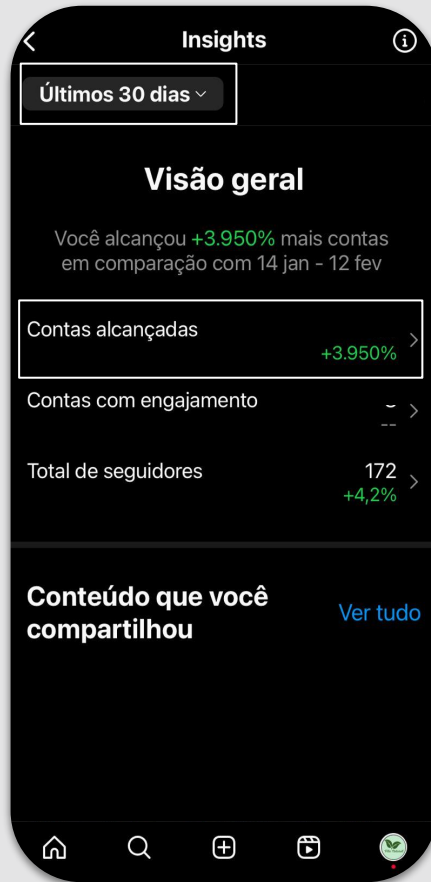 Insights
Últimos 30 dias
Visão geral
Você alcançou +3.950% mais contas
em comparação com 14 jan - 12 fev
Contas alcançadas
+3.950%
Contas com engajamento
--
Total de seguidores
172
+4,2%
Conteúdo que você
compartilhou
Ver tudo